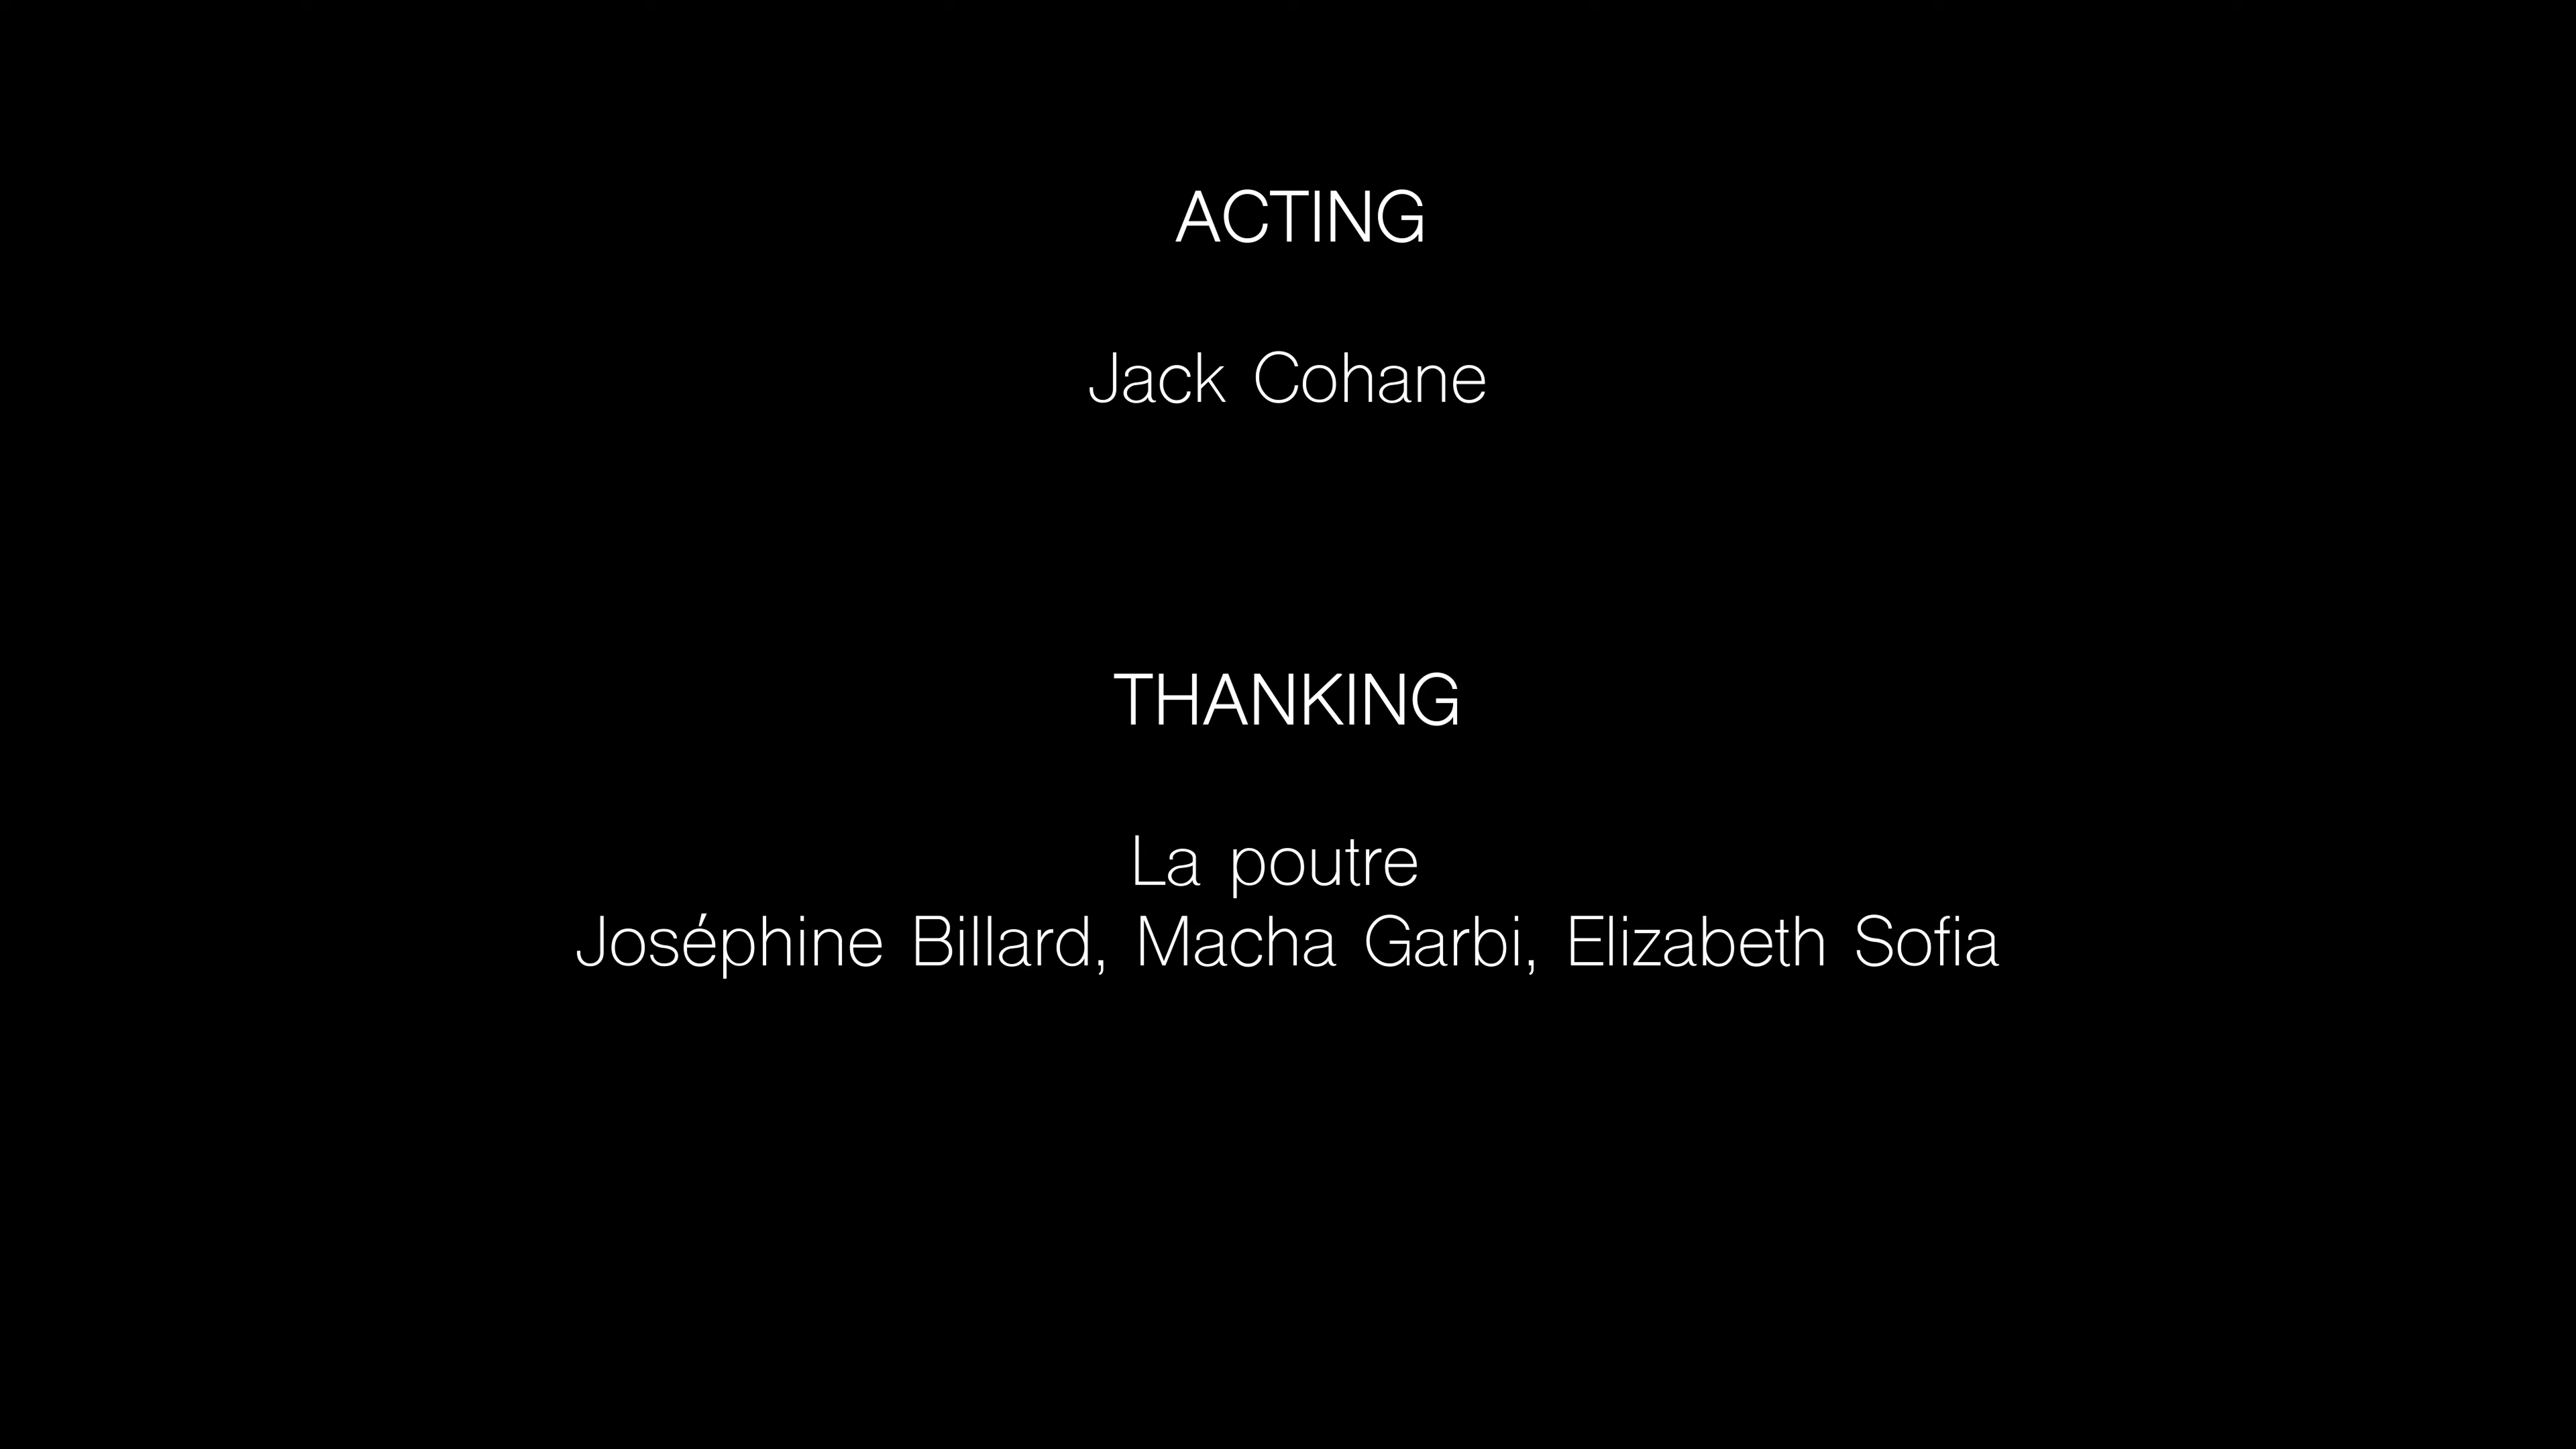 ACTING
Jack Cohane
THANKING
La poutre
Joséphine Billard, Macha Garbi, Elizabeth Sofia